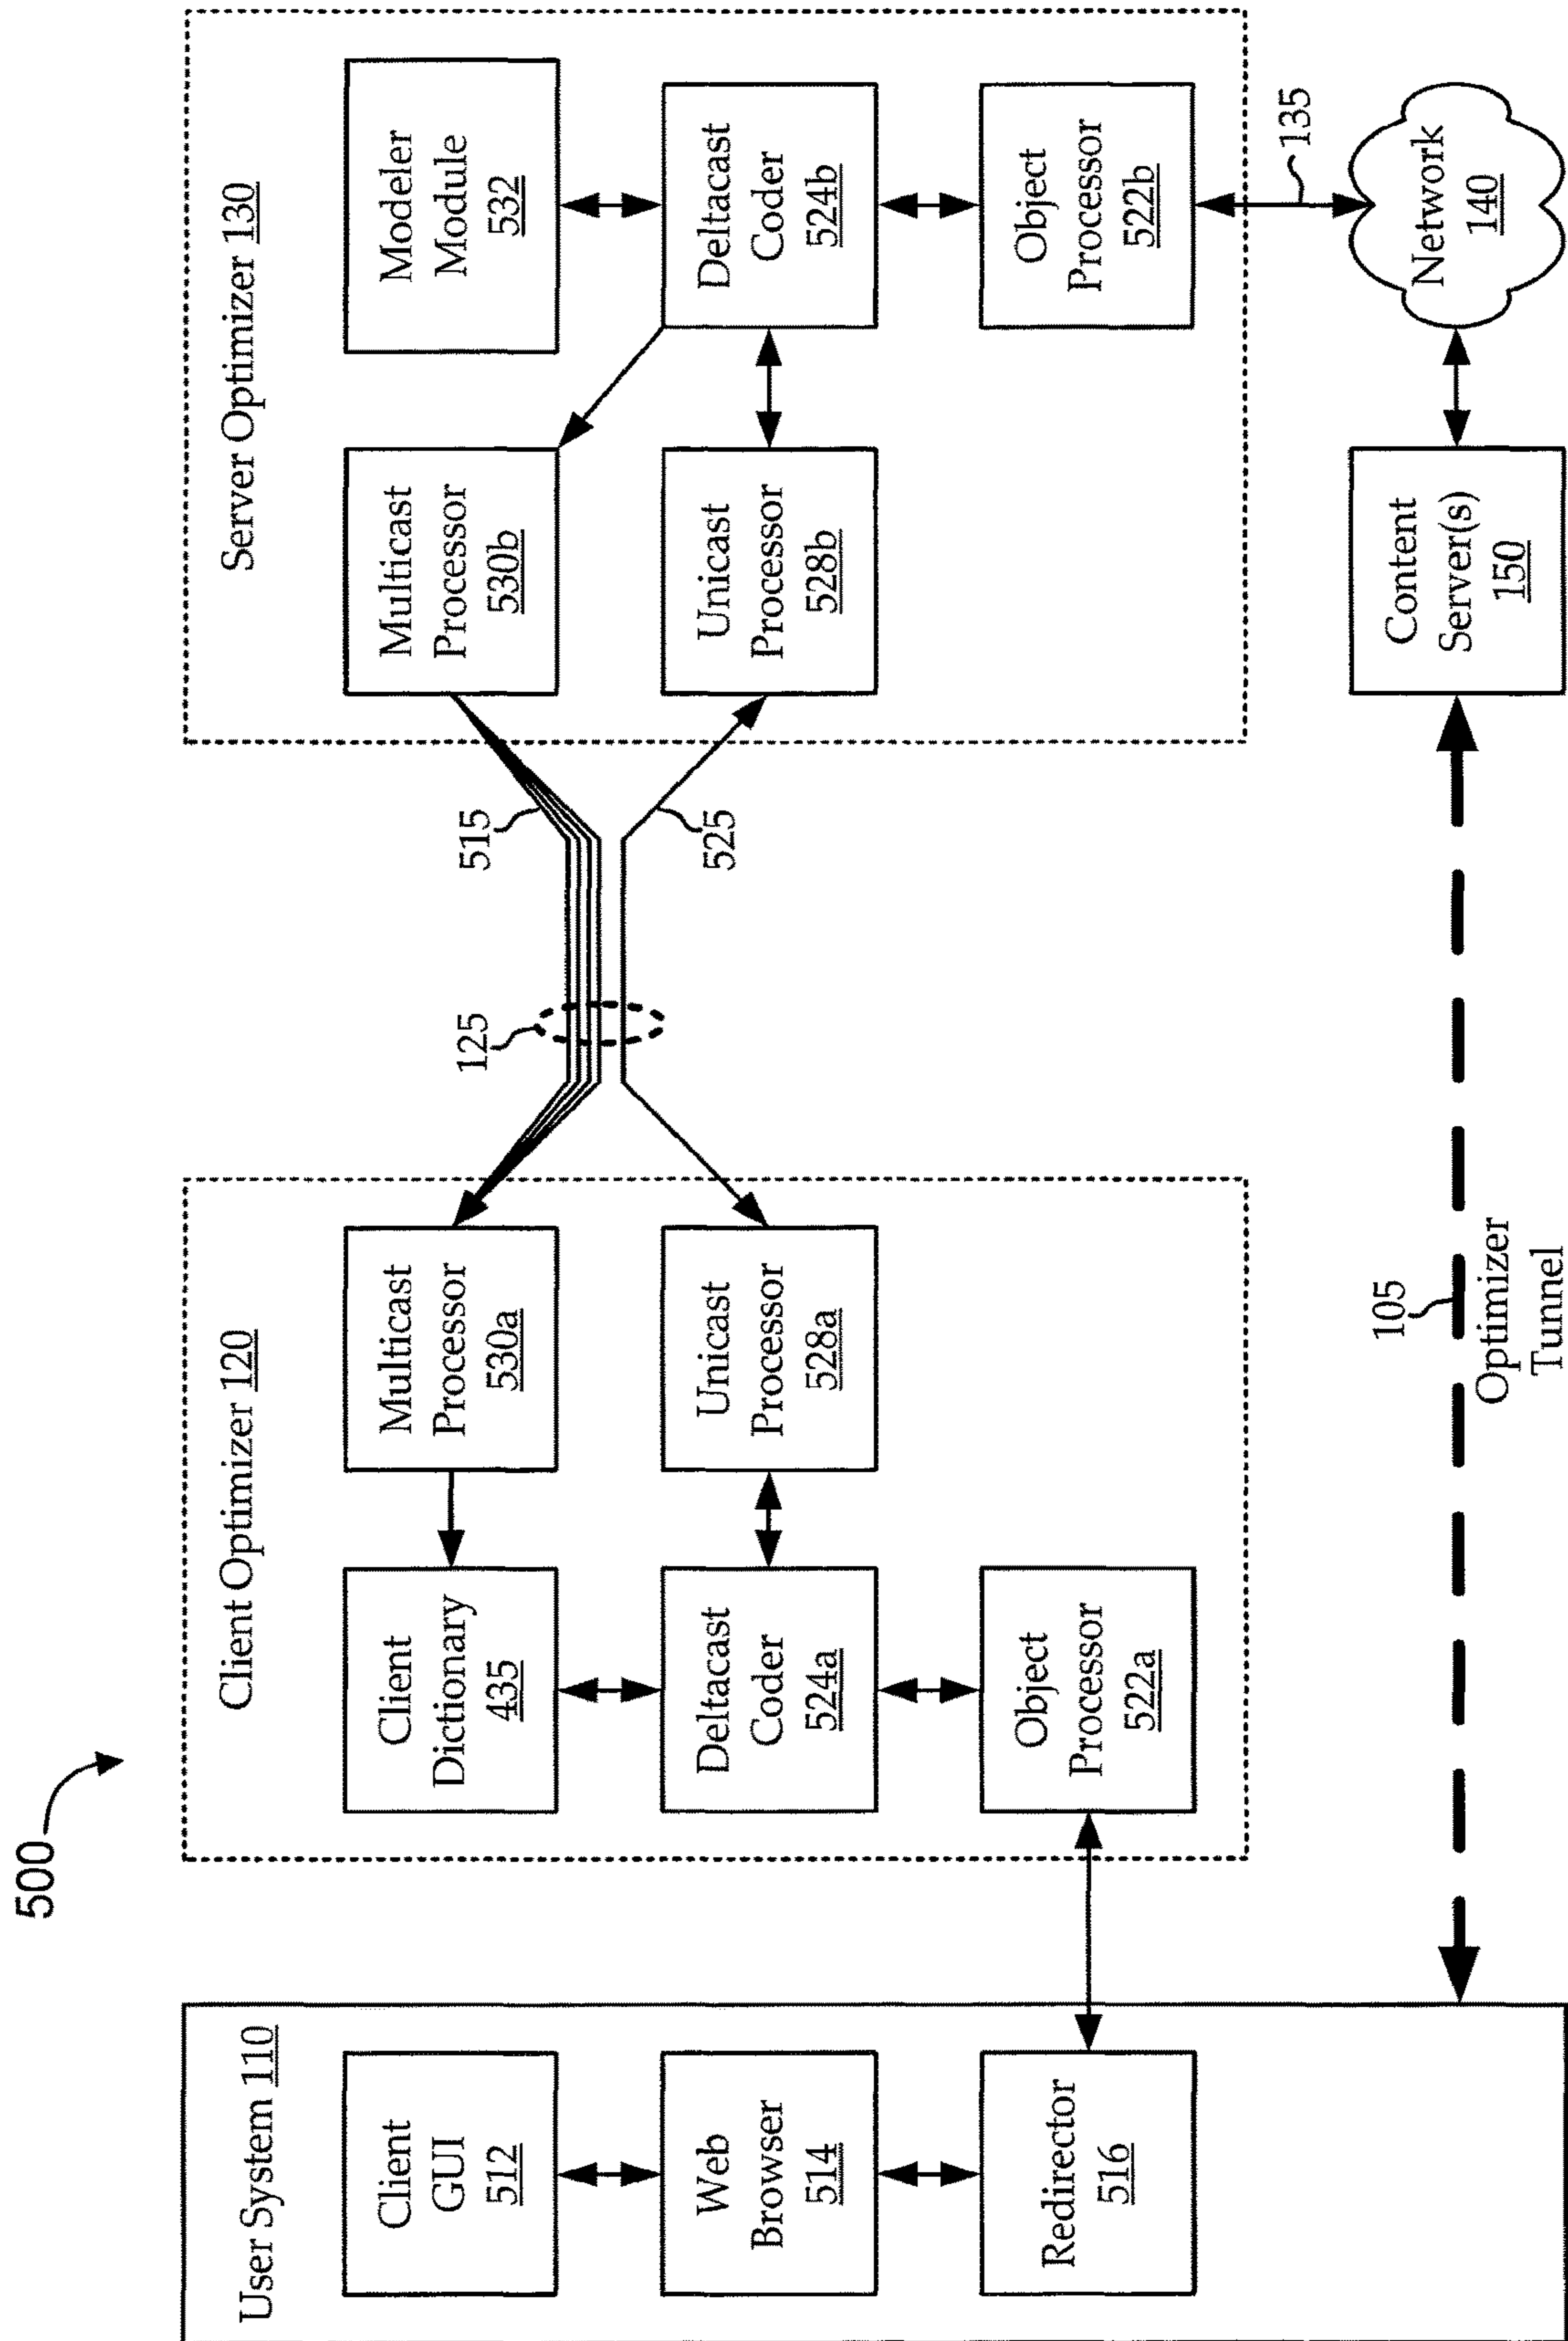 500
User System 110
Client
GUI
512
Web
Browser
514
Redirector
516
Client Optimizer 120
Client
Dictionary
435
Multicast
Processor
530a
Deltacast
Coder
524a
Unicast
Processor
528a
Object
Processor
522a
125
515
525
Server Optimizer 130
Multicast
Processor
530b
Modeler
Module
532
Unicast
Processor
528b
Deltacast
Coder
524b
Object
Processor
522b
135
105
Optimizer
Tunnel
Content
Server(s)
150
Network
140